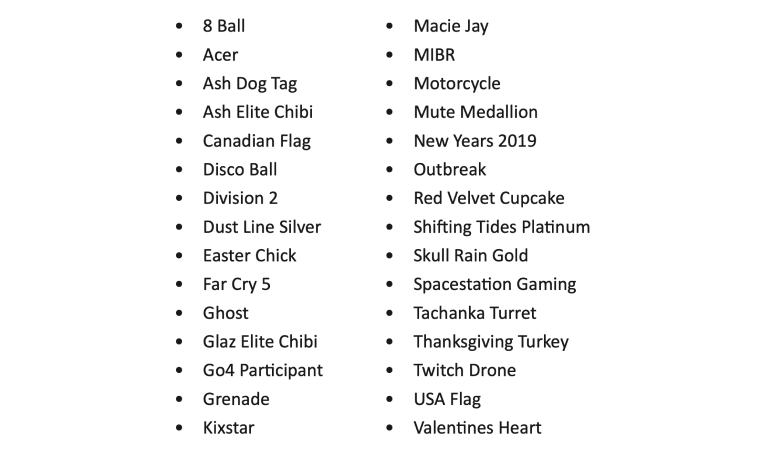 8 Ball
Acer
Ash Dog Tag
Ash Elite Chibi
Canadian Flag
Disco Ball
Division 2
Dust Line Silver
Easter Chick
Far Cry 5
Ghost
Glaz Elite Chibi
Go4 Participant
Grenade
Kixstar
Macie Jay
MIBR
Motorcycle
Mute Medallion
New Years 2019
Outbreak
Red Velvet Cupcake
Shifting Tides Platinum
Skull Rain Gold
Spacestation Gaming
Tachanka Turret
Thanksgiving Turkey
Twitch Drone
USA Flag
Valentines Heart